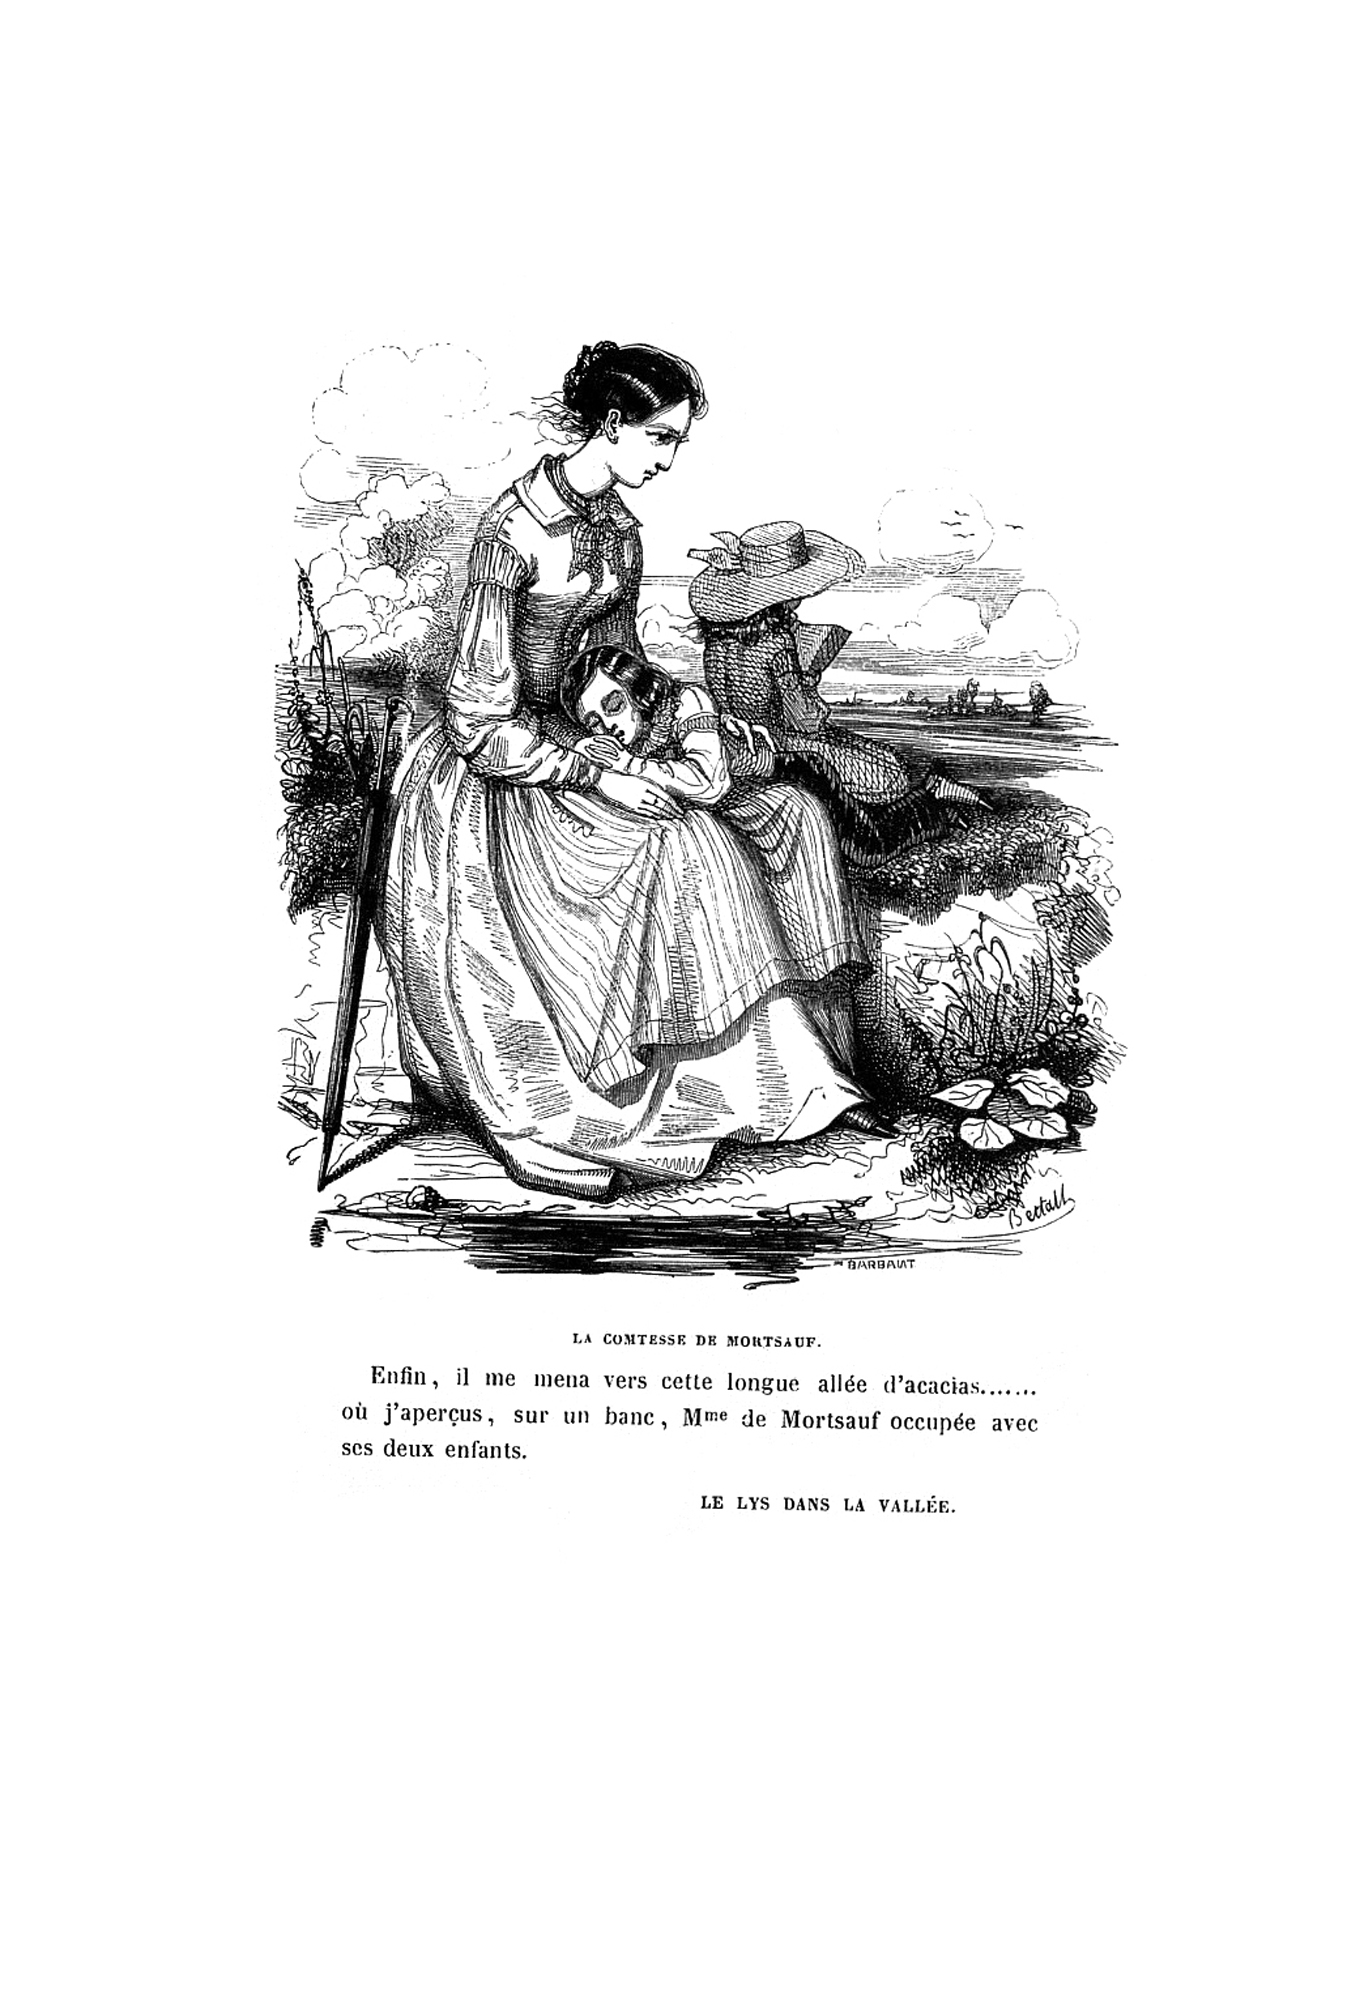 Bertall
BARBANT
LA COMTESSE DE MORTSAUF.
Enfin, il me mena vers cette longue allée d'acacias.......
où j'aperçus, sur un banc, Mme de Mortsauf occupée avec
ses deux enfants.
LE LYS DANS LA VALLÉE.